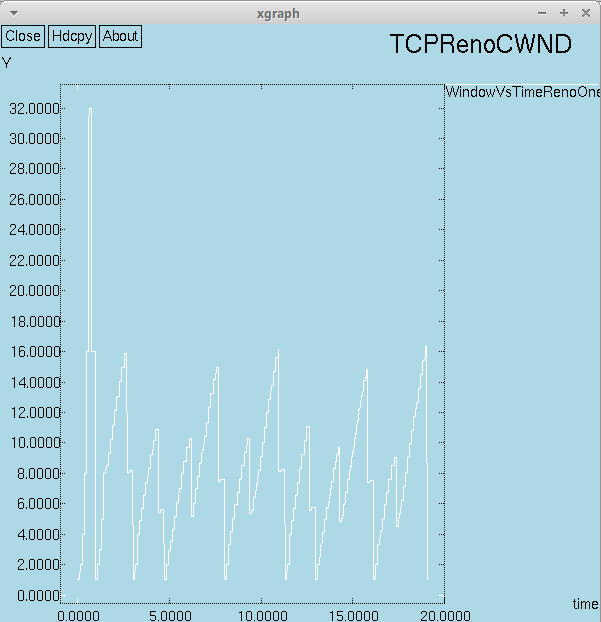 xgraph
Close Hdcpy About
TCPRenoCWND
Y
WindowVsTimeRenoOne
32.0000
30.0000
28.0000
26.0000
24.0000
22.0000
20.0000
18.0000
16.0000
14.0000
12.0000
10.0000
8.0000
6.0000
4.0000
2.0000
0.0000
time
0.0000 5.0000 10.0000 15.0000 20.0000